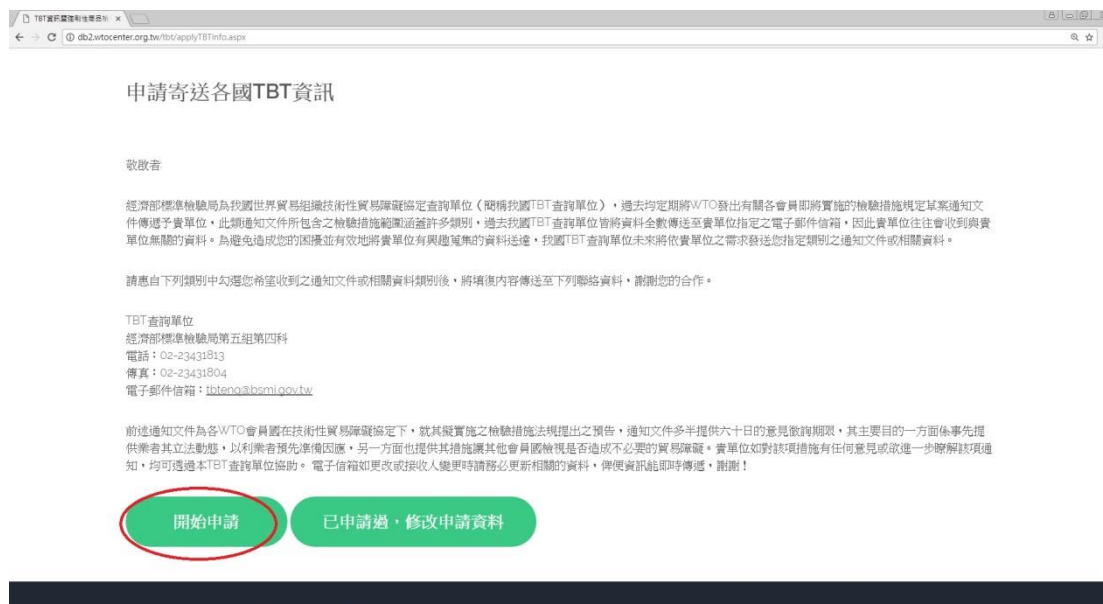 TBT資訊暨強制性商品檢
db2.wtocenter.org.tw/tbt/applyTBTinfo.aspx
申請寄送各國TBT資訊
敬啟者
經濟部標準檢驗局為我國世界貿易組織技術性貿易障礙協定查詢單位（簡稱我國TBT查詢單位），過去均定期將WTO發出有關各會員即將實施的檢驗措施規定草案通知文
件傳遞予貴單位，此類通知文件所包含之檢驗措施範圍涵蓋許多類別，過去我國TBT查詢單位皆將資料全數傳送至貴單位指定之電子郵件信箱，因此貴單位往往會收到與貴
單位無關的資料。為避免造成您的困擾並有效地將貴單位有興趣蒐集的資料送達，我國TBT查詢單位未來將依貴單位之需求發送您指定類別之通知文件或相關資料。
請惠自下列類別中勾選您希望收到之通知文件或相關資料類別後，將填復內容傳送至下列聯絡資料，謝謝您的合作。
TBT查詢單位
經濟部標準檢驗局第五組第四科
電話：02-23431813
傳真：02-23431804
電子郵件信箱：tbtenq@bsmi.gov.tw
前述通知文件為各WTO會員國在技術性貿易障礙協定下，就其擬實施之檢驗措施法規提出之預告，通知文件多半提供六十日的意見諮詢期限，其主要目的一方面係事先提
供業者其立法動態，以利業者預先準備因應，另一方面也提供其措施讓其他會員國檢視是否造成不必要的貿易障礙。貴單位如對該項措施有任何意見或欲進一步瞭解該項通
知，均可透過本TBT查詢單位協助。電子信箱如更改或接收人變更時請務必更新相關的資料，俾便資訊能即時傳遞，謝謝！
開始申請
已申請過，修改申請資料